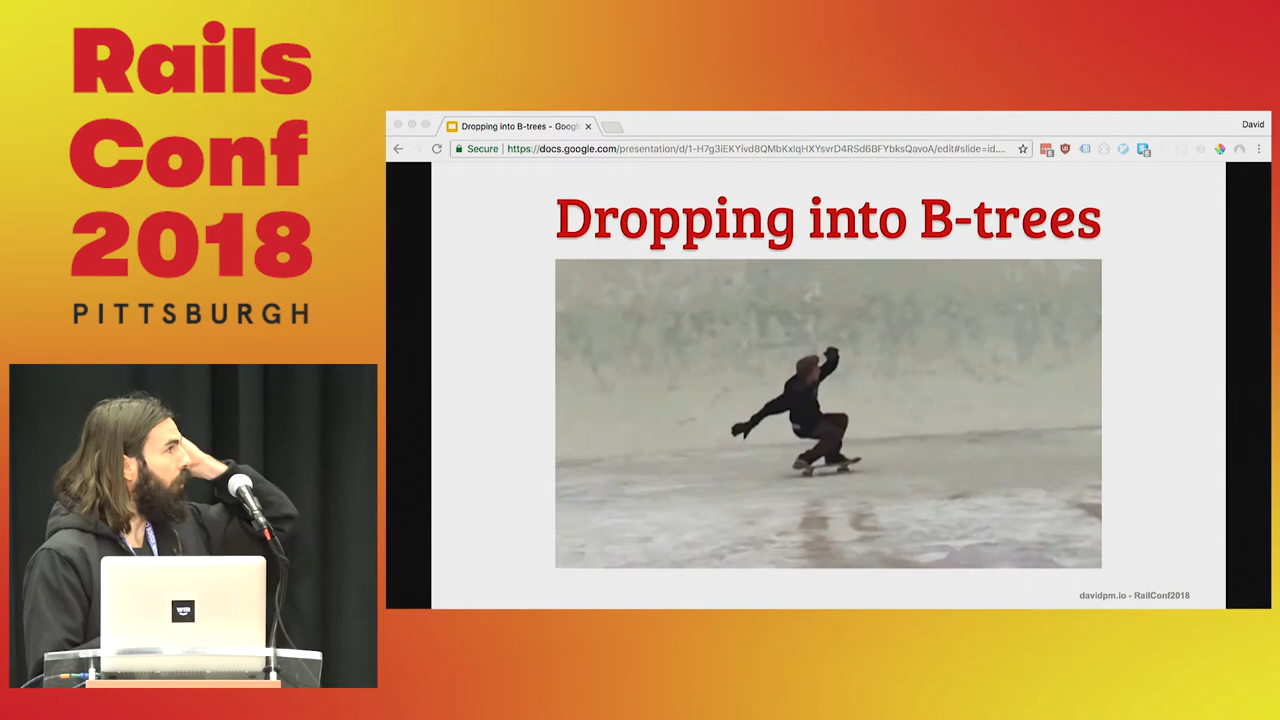 Rails
Conf
2018
PITTSBURGH
Dropping into B-trees - Googl
David
Secure
https://docs.google.com/presentation/d/1-H7g3iEKYivd8QMbKxlqHXYsvrD4RSd6BFYbksQavoA/edit#slide=id....
Dropping into B-trees
davidpm.io - RailConf2018